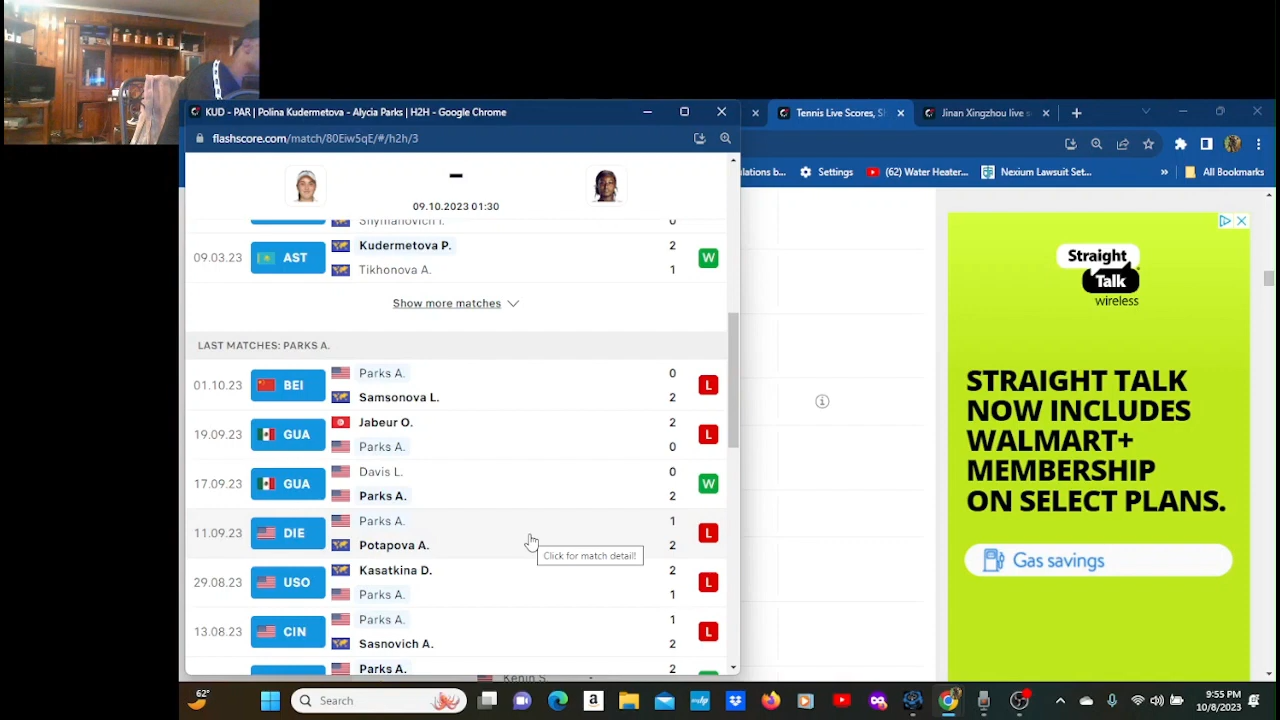 KUD - PAR | Polina Kudermetova - Alycia Parks | H2H - Google Chrome
flashscore.com/match/80Eiw5qE/#/h2h/3
Tennis Live Scores, S
Jinan Xingzhou live s
lations b...
Settings
(62) Water Heater...
Nexium Lawsuit Set...
»
All Bookmarks
-
09.10.2023 01:30
Shymanovich I.
0
09.03.23
AST
Kudermetova P.
2
Tikhonova A.
1
W
Show more matches
LAST MATCHES: PARKS A.
01.10.23
BEI
Parks A.
0
Samsonova L.
2
L
19.09.23
GUA
Jabeur O.
2
Parks A.
0
L
17.09.23
GUA
Davis L.
0
Parks A.
2
W
11.09.23
DIE
Parks A.
1
Potapova A.
2
L
Click for match detail!
29.08.23
USO
Kasatkina D.
2
Parks A.
1
L
13.08.23
CIN
Parks A.
1
Sasnovich A.
2
L
Parks A.
2
Kenin S.
-
Straight
Talk
wireless
STRAIGHT TALK
NOW INCLUDES
WALMART+
MEMBERSHIP
ON SELECT PLANS.
Gas savings
62°
Search
9:55 PM
10/8/2023